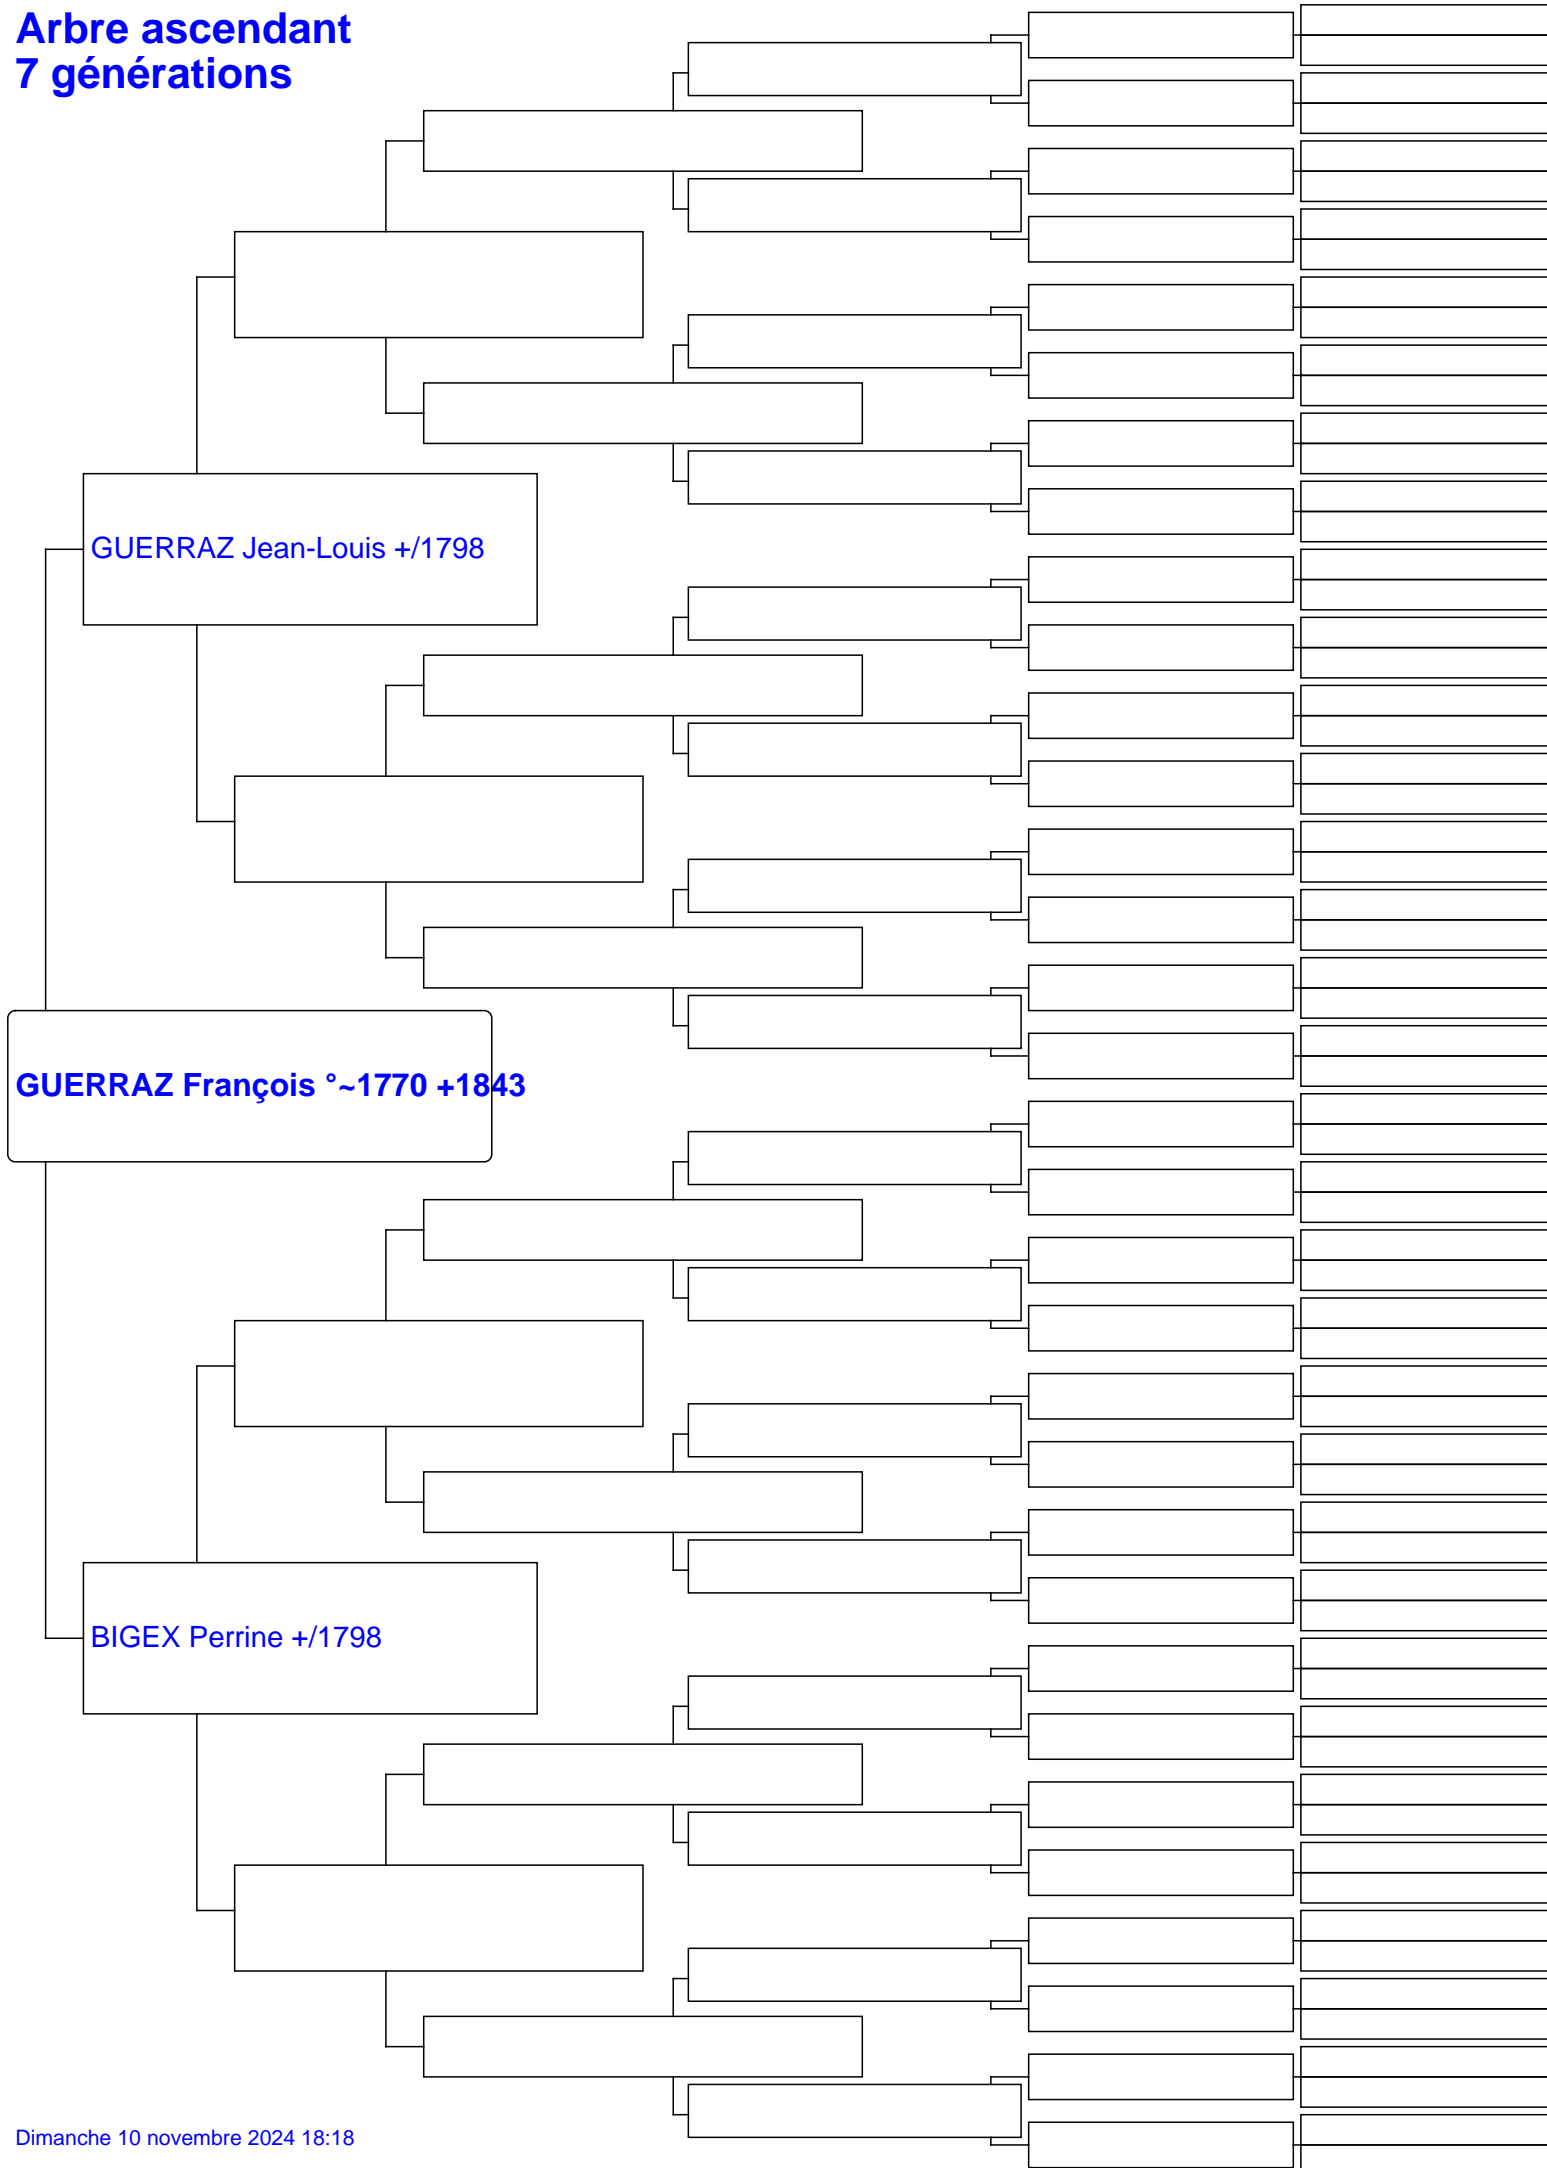 Arbre ascendant
7 générations
GUERRAZ Jean-Louis +/1798
GUERRAZ François °~1770 +1843
BIGEX Perrine +/1798
Dimanche 10 novembre 2024 18:18